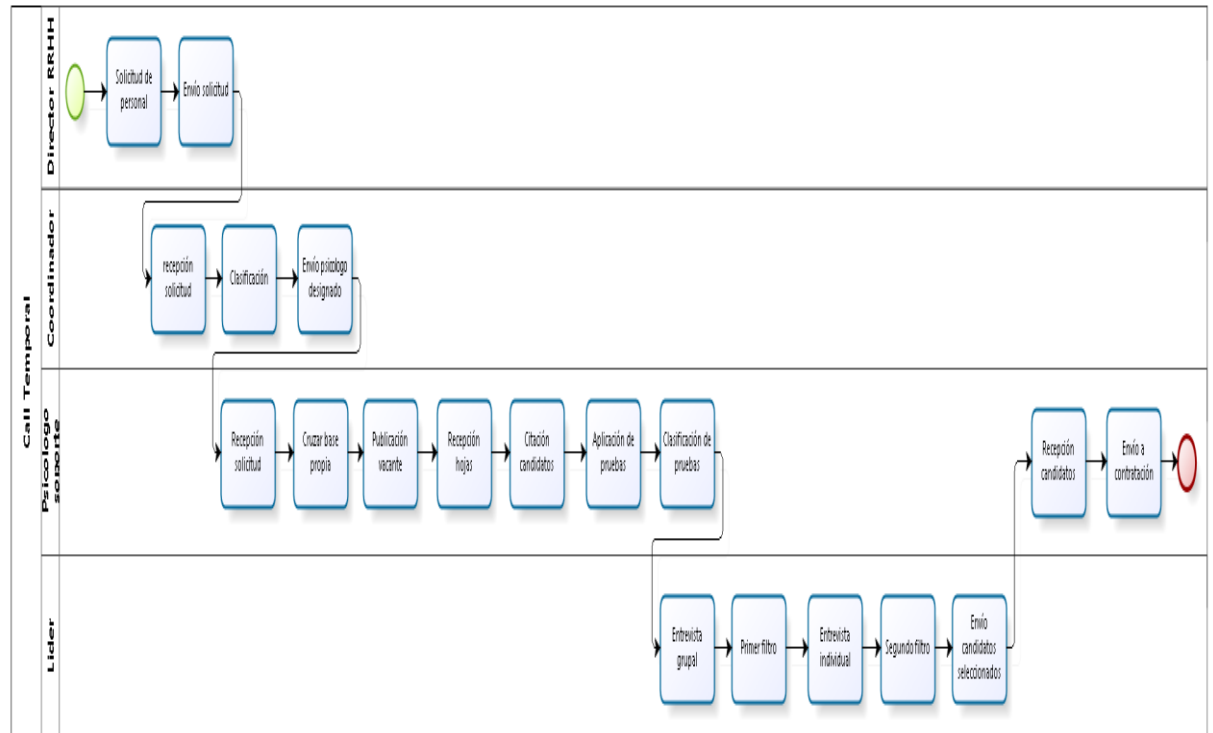 Call Temporal
Director RRHH
Solicitud de
personal
Envío solicitud
Coordinador
recepción
solicitud
Clasificación
Envío psicologo
designado
Psicologo
soporte
Recepción
solicitud
Cruzar base
propia
Publicación
vacante
Recepción
hojas
Citación
candidatos
Aplicación de
pruebas
Clasificación de
pruebas
Recepción
candidatos
Envío a
contratación
Lider
Entrevista
grupal
Primer filtro
Entrevista
individual
Segundo filtro
Envío
candidatos
seleccionados